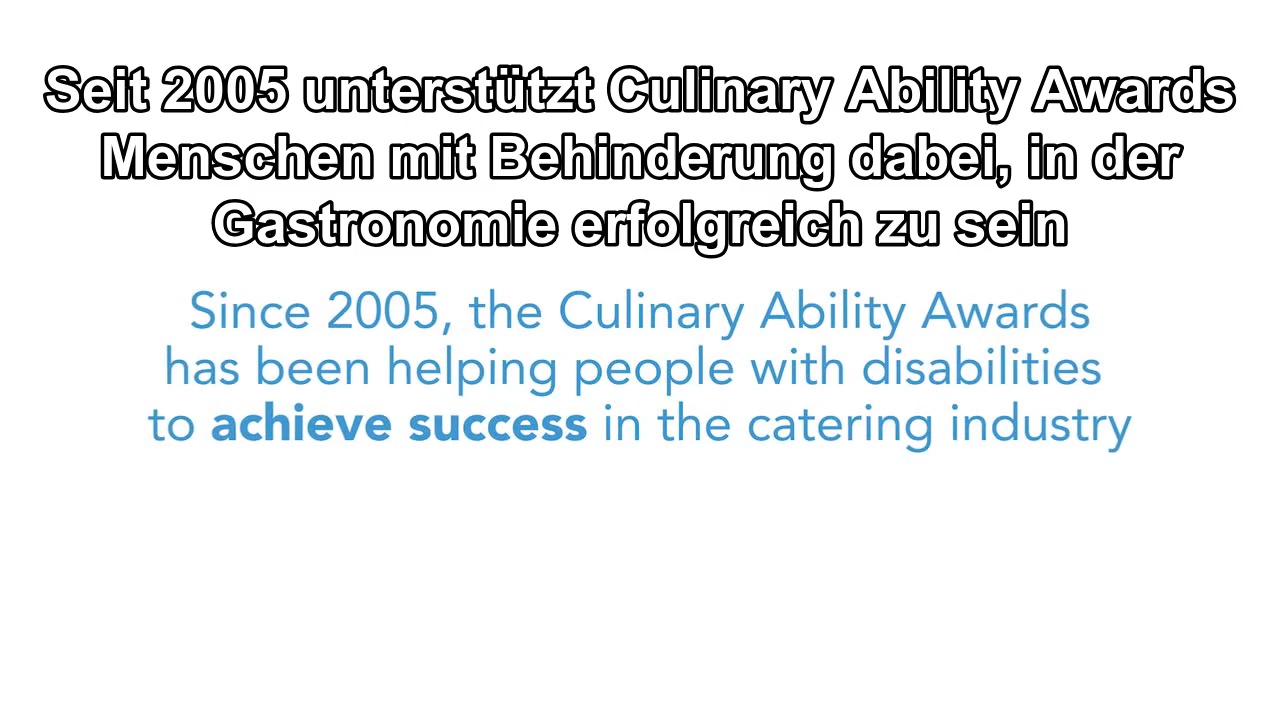 Seit 2005 unterstützt Culinary Ability Awards
Menschen mit Behinderung dabei, in der
Gastronomie erfolgreich zu sein
Since 2005, the Culinary Ability Awards
has been helping people with disabilities
to achieve success in the catering industry